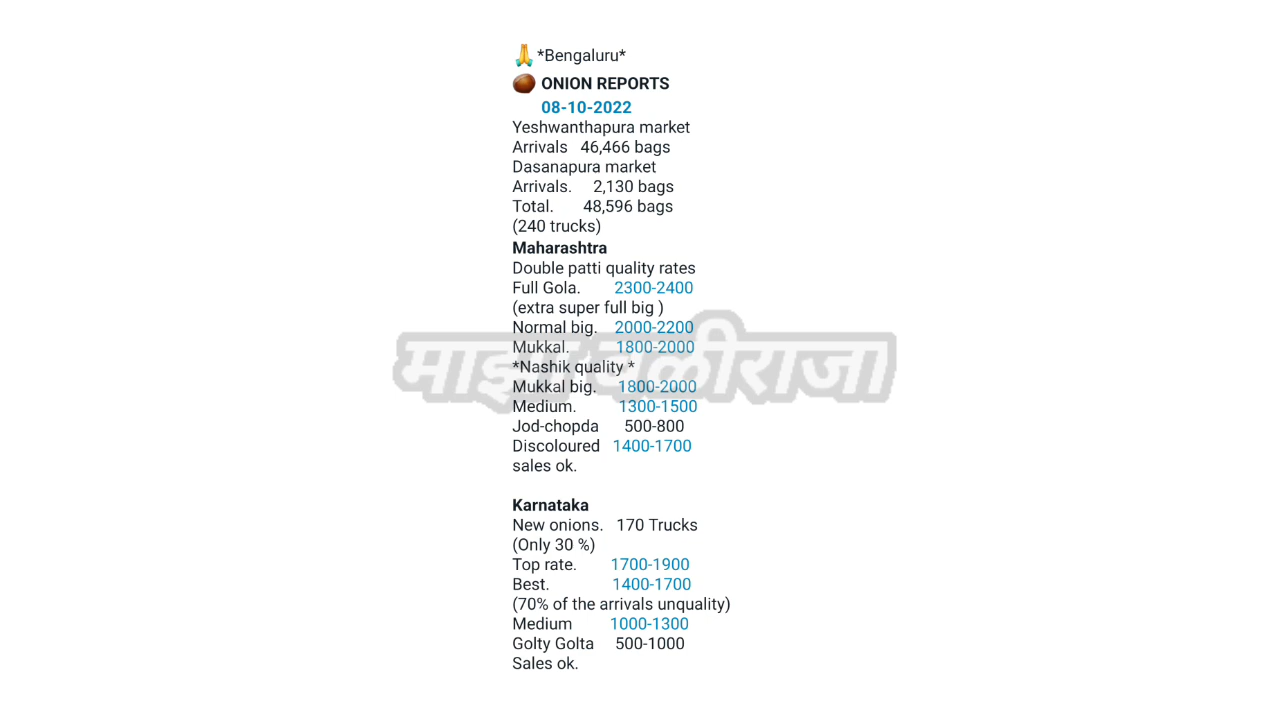 🙏*Bengaluru*
🌰 ONION REPORTS
08-10-2022
Yeshwanthapura market
Arrivals 46,466 bags
Dasanapura market
Arrivals. 2,130 bags
Total. 48,596 bags
(240 trucks)
Maharashtra
Double patti quality rates
Full Gola. 2300-2400
(extra super full big )
Normal big. 2000-2200
Mukkal. 1800-2000
*Nashik quality *
Mukkal big. 1800-2000
Medium. 1300-1500
Jod-chopda 500-800
Discoloured 1400-1700
sales ok.
Karnataka
New onions. 170 Trucks
(Only 30 %)
Top rate. 1700-1900
Best. 1400-1700
(70% of the arrivals unquality)
Medium 1000-1300
Golty Golta 500-1000
Sales ok.
माझा बळीराजा